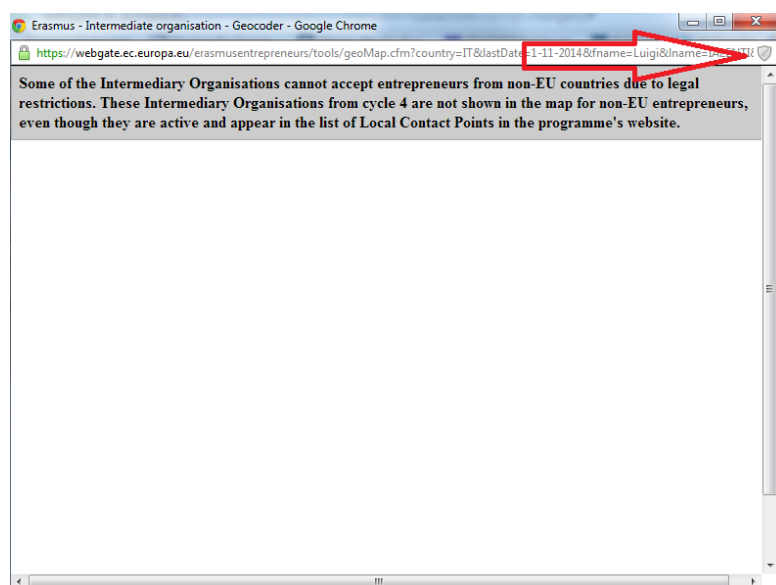 Erasmus - Intermediate organisation - Geocoder - Google Chrome
https://webgate.ec.europa.eu/erasmusentrepreneurs/tools/geoMap.cfm?country=IT&lastDate=1-11-2014&fname=Luigi&lname=
Some of the Intermediary Organisations cannot accept entrepreneurs from non-EU countries due to legal
restrictions. These Intermediary Organisations from cycle 4 are not shown in the map for non-EU entrepreneurs,
even though they are active and appear in the list of Local Contact Points in the programme's website.